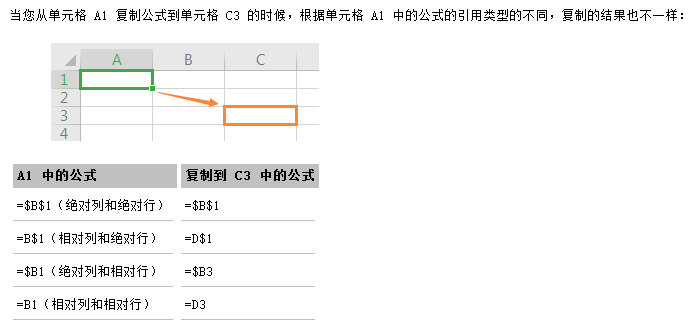 当您从单元格 A1 复制公式到单元格 C3 的时候，根据单元格 A1 中的公式的引用类型的不同，复制的结果也不一样：
A B C
1
2
3
4
A1 中的公式 复制到 C3 中的公式
=$B$1（绝对列和绝对行） =$B$1
=B$1（相对列和绝对行） =D$1
=$B1（绝对列和相对行） =$B3
=B1（相对列和相对行） =D3